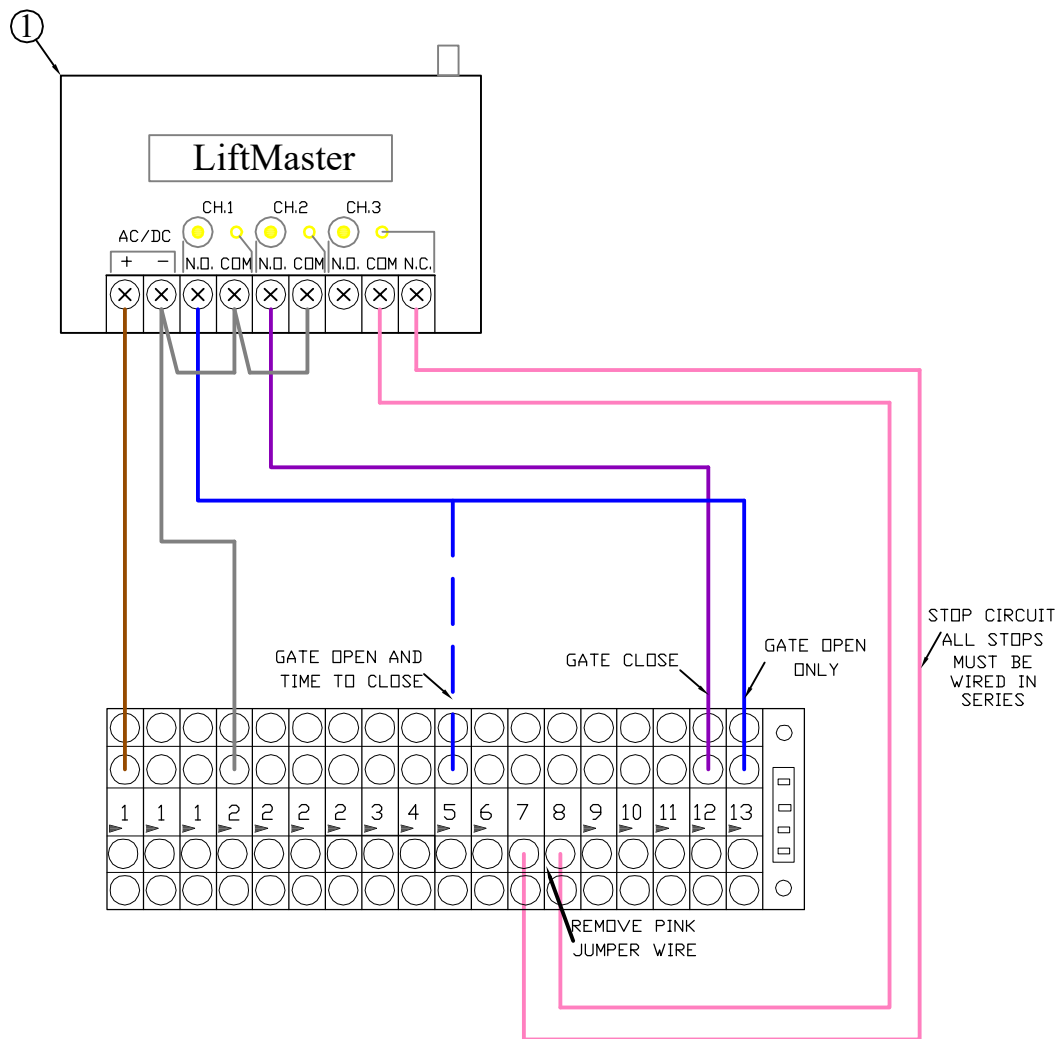 1
LiftMaster
CH.1 CH.2 CH.3
AC/DC
+ − N.O. COM N.O. COM N.O. COM N.C.
STOP CIRCUIT
ALL STOPS
MUST BE
WIRED IN
SERIES
GATE OPEN
ONLY
GATE CLOSE
GATE OPEN AND
TIME TO CLOSE
1 1 1 2 2 2 2 3 4 5 6 7 8 9 10 11 12 13
REMOVE PINK
JUMPER WIRE